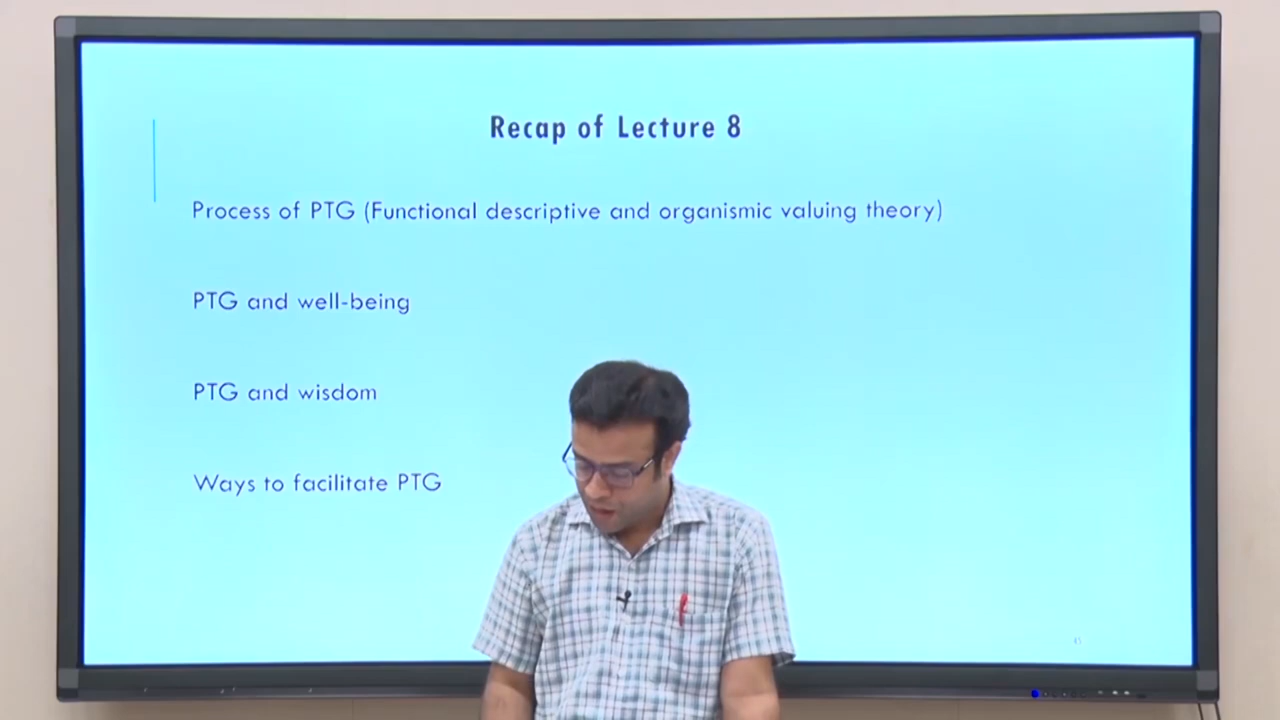 Recap of Lecture 8
Process of PTG (Functional descriptive and organismic valuing theory)
PTG and well-being
PTG and wisdom
Ways to facilitate PTG